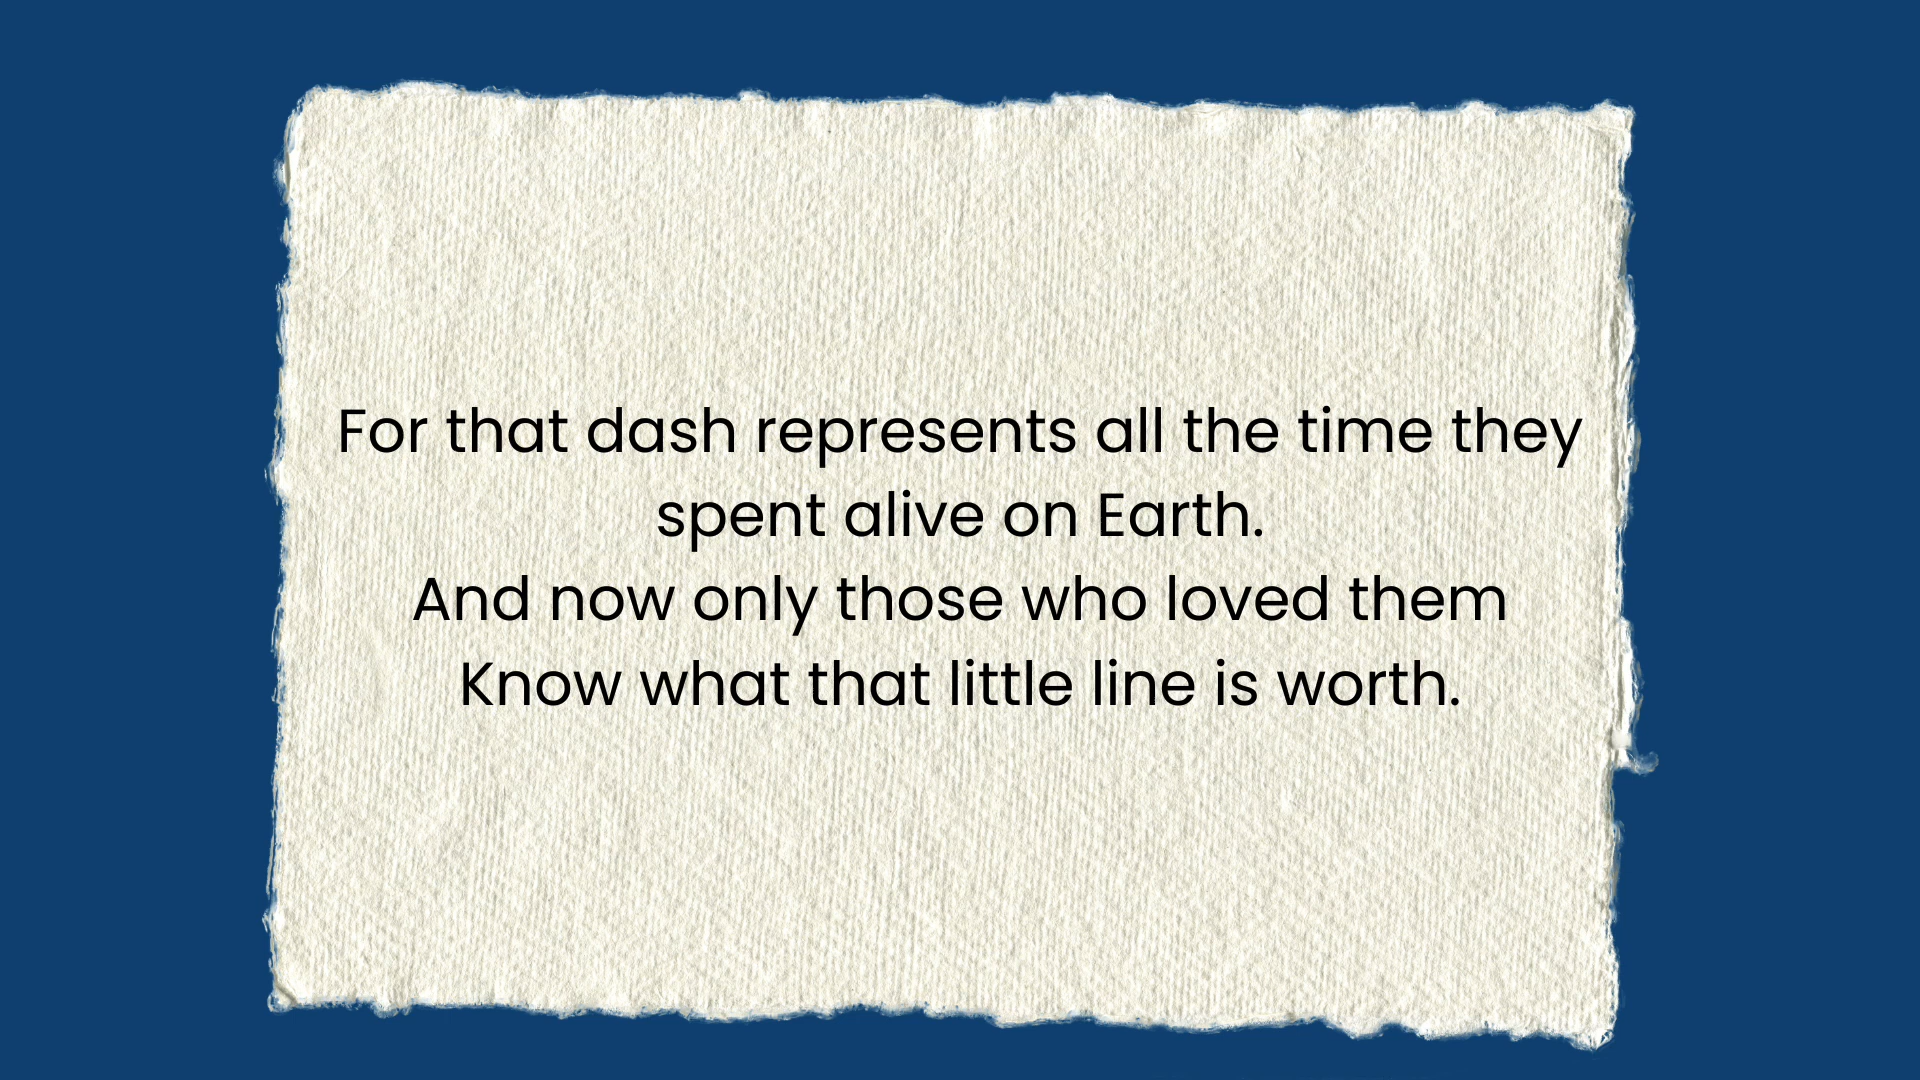 For that dash represents all the time they
spent alive on Earth.
And now only those who loved them
Know what that little line is worth.